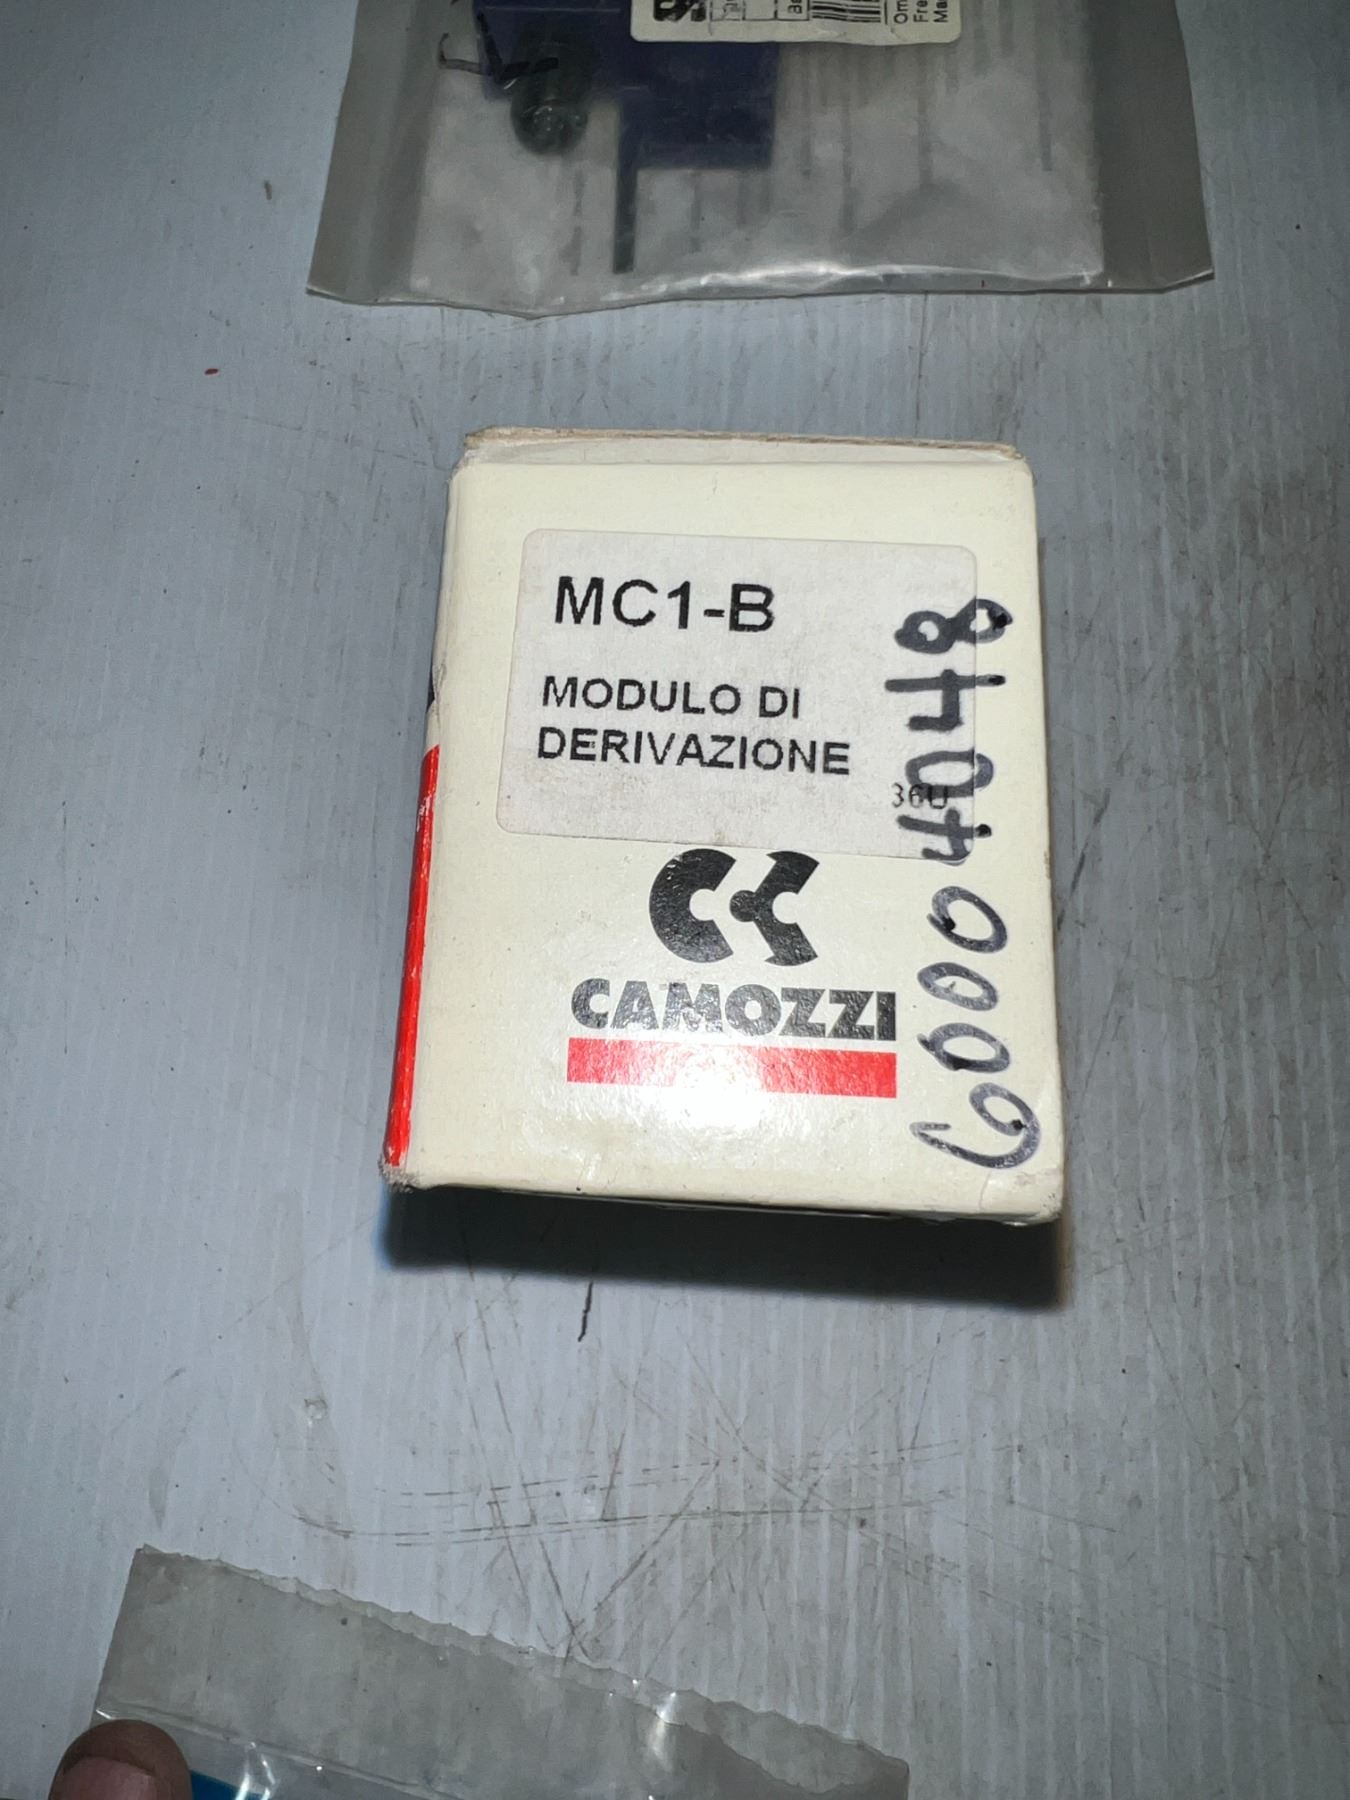 MC1-B
MODULO DI
DERIVAZIONE
36U
CAMOZZI
60004048